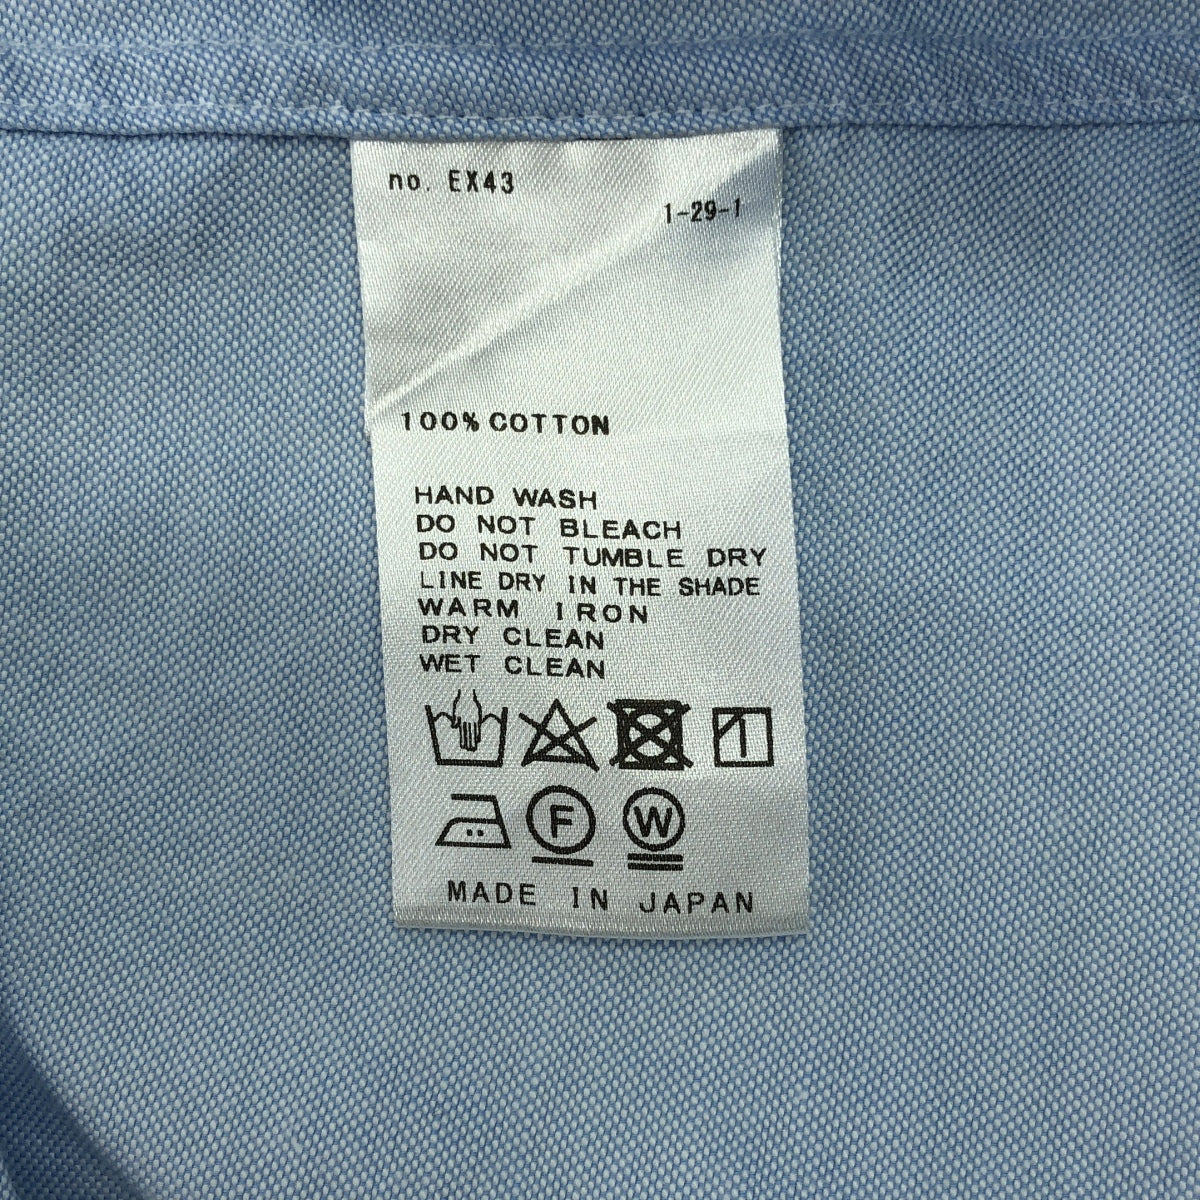 no. EX43
1-29-1
100% COTTON
HAND WASH
DO NOT BLEACH
DO NOT TUMBLE DRY
LINE DRY IN THE SHADE
WARM IRON
DRY CLEAN
WET CLEAN
F W
MADE IN JAPAN